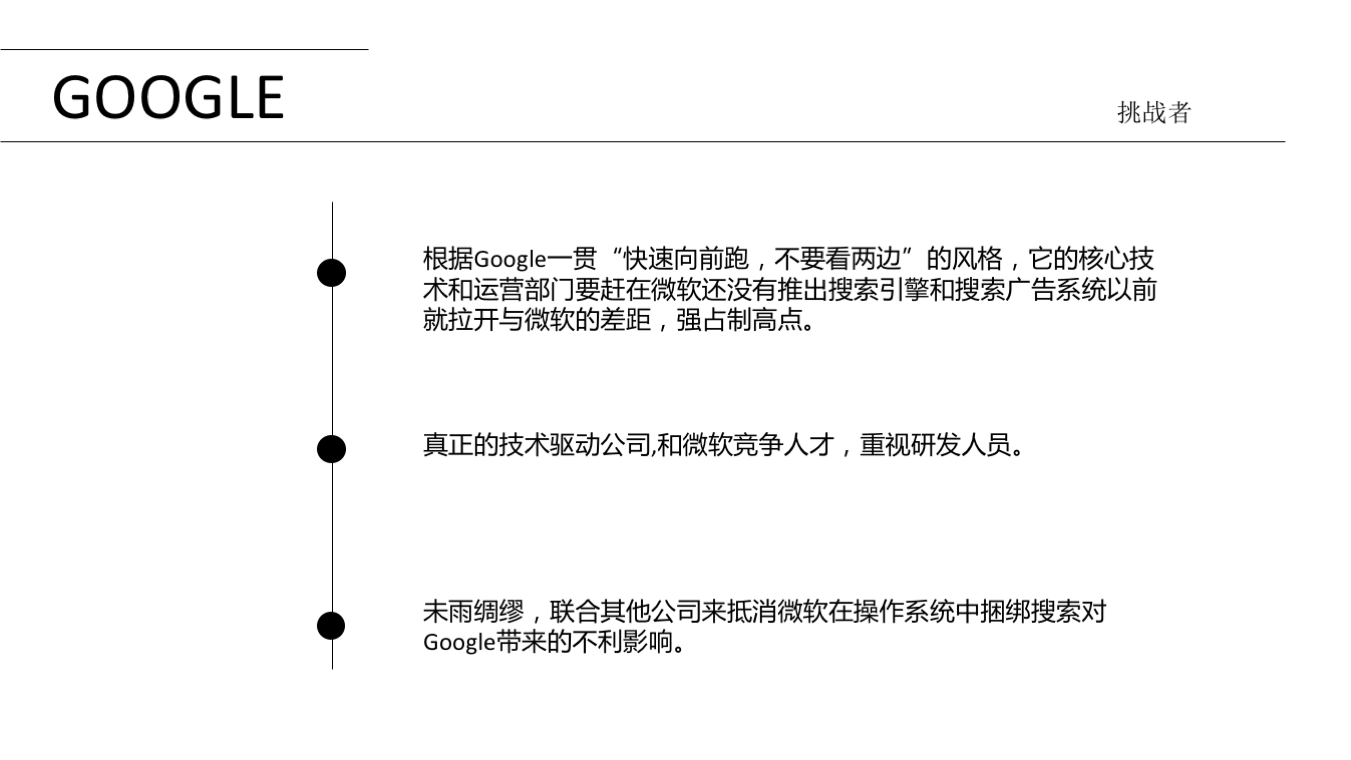 GOOGLE
挑战者
根据Google一贯“快速向前跑，不要看两边”的风格，它的核心技
术和运营部门要赶在微软还没有推出搜索引擎和搜索广告系统以前
就拉开与微软的差距，强占制高点。
真正的技术驱动公司,和微软竞争人才，重视研发人员。
未雨绸缪，联合其他公司来抵消微软在操作系统中捆绑搜索对
Google带来的不利影响。